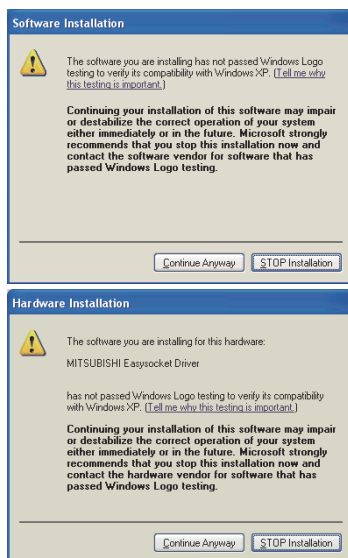 Software Installation
The software you are installing has not passed Windows Logo
testing to verify its compatibility with Windows XP. (Tell me why
this testing is important.)
Continuing your installation of this software may impair
or destabilize the correct operation of your system
either immediately or in the future. Microsoft strongly
recommends that you stop this installation now and
contact the software vendor for software that has
passed Windows Logo testing.
Continue Anyway STOP Installation
Hardware Installation
The software you are installing for this hardware:
MITSUBISHI Easysocket Driver
has not passed Windows Logo testing to verify its compatibility
with Windows XP. (Tell me why this testing is important.)
Continuing your installation of this software may impair
or destabilize the correct operation of your system
either immediately or in the future. Microsoft strongly
recommends that you stop this installation now and
contact the hardware vendor for software that has
passed Windows Logo testing.
Continue Anyway STOP Installation